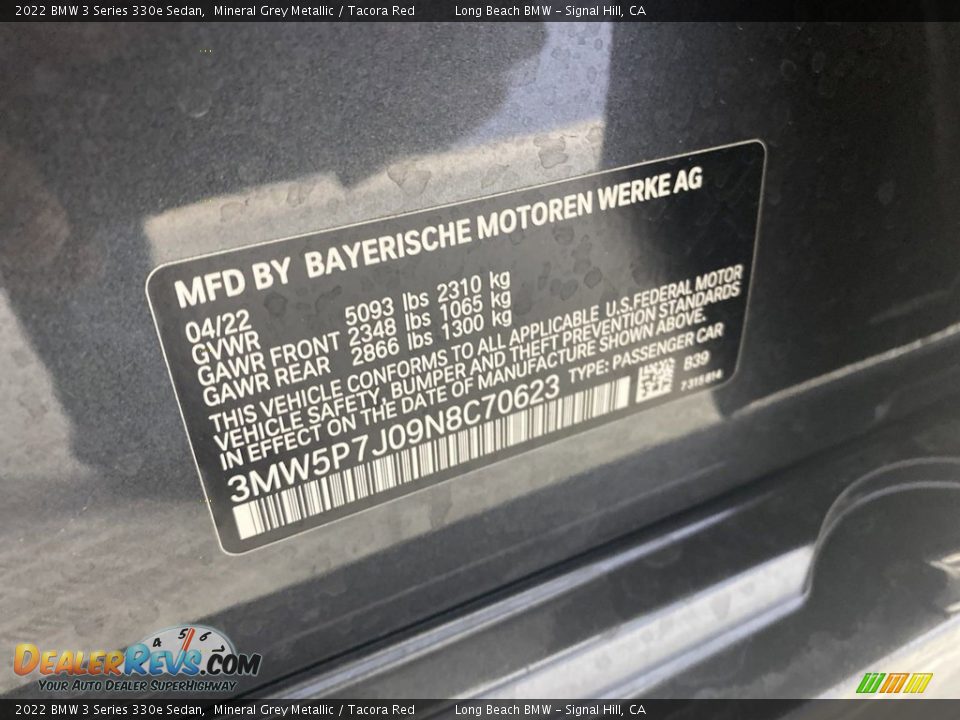 2022 BMW 3 Series 330e Sedan, Mineral Grey Metallic / Tacora Red Long Beach BMW - Signal Hill, CA
MFD BY BAYERISCHE MOTOREN WERKE AG
04/22
GVWR 5093 lbs 2310 kg
GAWR FRONT 2348 lbs 1065 kg
GAWR REAR 2866 lbs 1300 kg
THIS VEHICLE CONFORMS TO ALL APPLICABLE U.S.FEDERAL MOTOR
VEHICLE SAFETY, BUMPER AND THEFT PREVENTION STANDARDS
IN EFFECT ON THE DATE OF MANUFACTURE SHOWN ABOVE.
3MW5P7J09N8C70623 TYPE: PASSENGER CAR
B39
7315614
4 5 6
DEALERREVS.COM
YOUR AUTO DEALER SUPERHIGHWAY
2022 BMW 3 Series 330e Sedan, Mineral Grey Metallic / Tacora Red Long Beach BMW - Signal Hill, CA